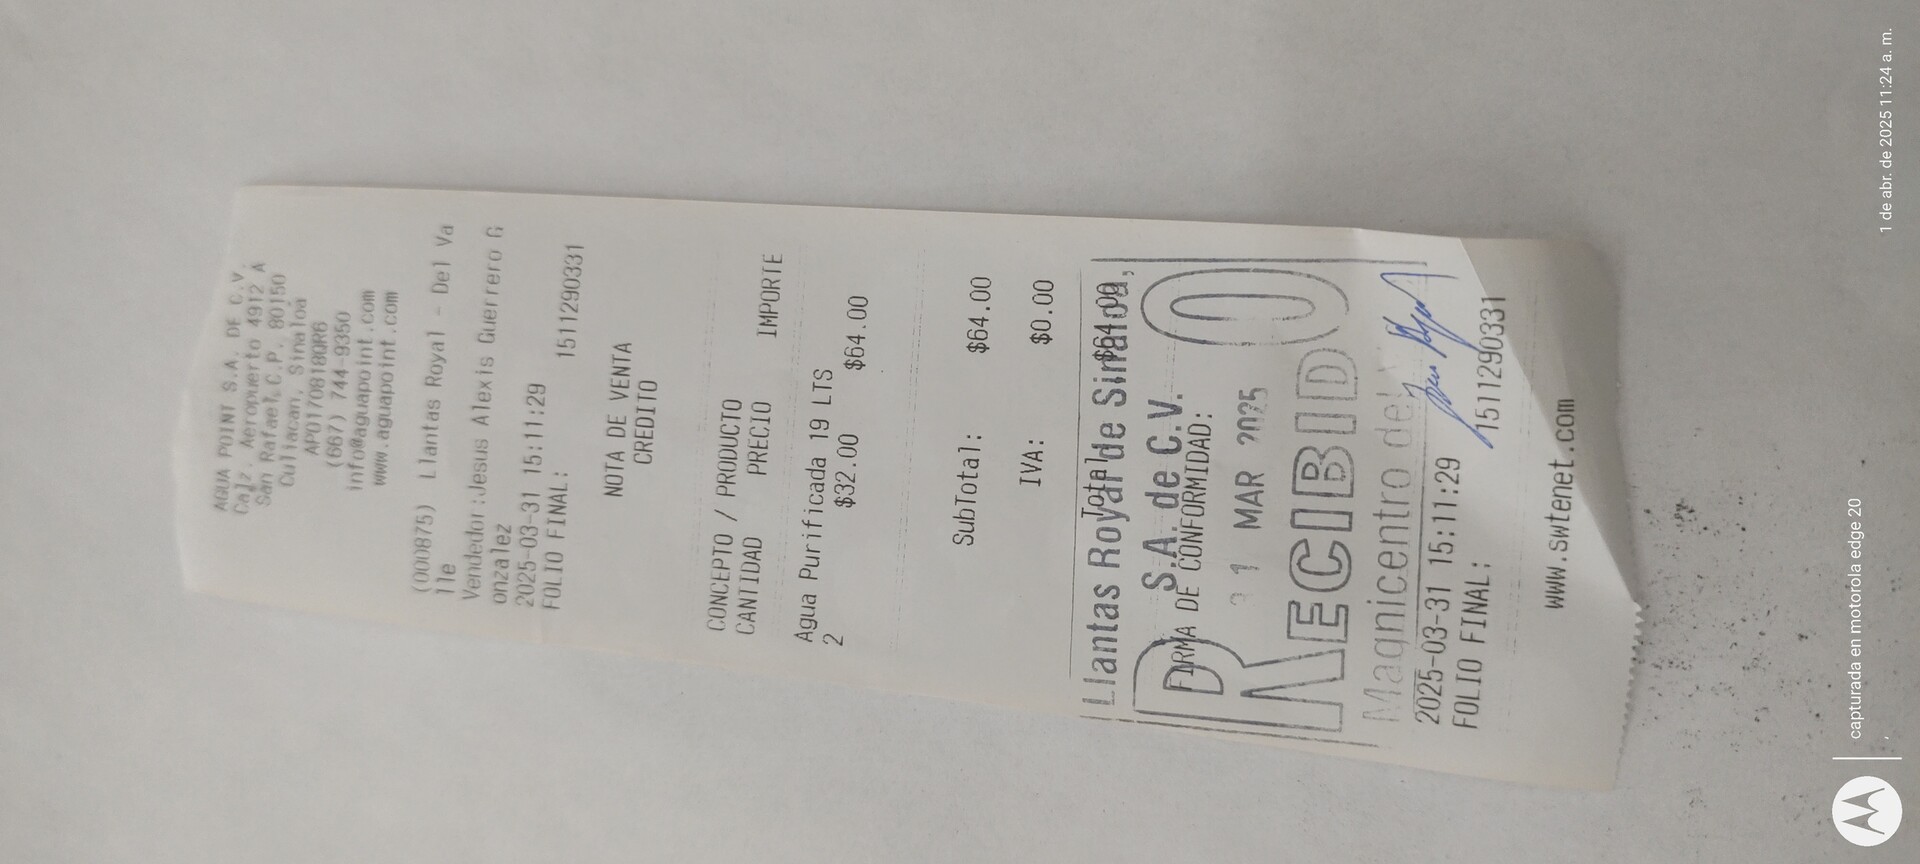 AGUA POINT S.A. DE C.V.
Calz. Aeropuerto 4912 A
San Rafael, C.P. 80150
Culiacan, Sinaloa
APO170818QR6
(667) 744-9350
info@aguapoint.com
www.aguapoint.com
(000875) Llantas Royal - Del Va
lle
Vendedor:Jesus Alexis Guerrero G
onzalez
2025-03-31 15:11:29
FOLIO FINAL: 1511290331
NOTA DE VENTA
CREDITO
CONCEPTO / PRODUCTO
CANTIDAD PRECIO IMPORTE
Agua Purificada 19 LTS
2 $32.00 $64.00
SubTotal: $64.00
IVA: $0.00
Total $64.00
Llantas Royal de Sinaloa,
S.A. de C.V.
FIRMA DE CONFORMIDAD:
31 MAR 2025
RECIBIDO
Magnicentro del
2025-03-31 15:11:29
FOLIO FINAL: 1511290331
www.swtenet.com
capturada en motorola edge 20
1 de abr. de 2025 11:24 a. m.